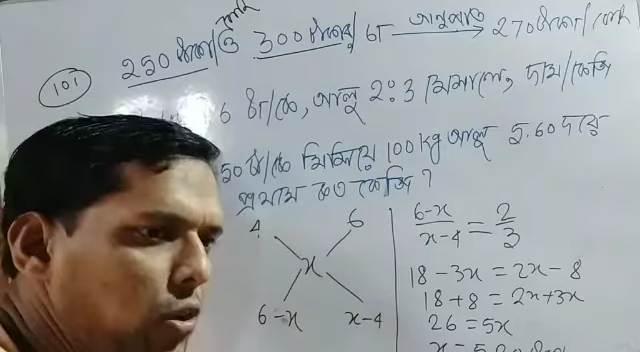 250 টাকা/ ও 300 টাকা/ চা অনুপাত 270 টাকা/
101
6 টা/কে, আলু 2:3 মিশালে, দাম/কেজি
50 টা/কে মিশিয়ে 100 kg আলু 5.60 দরে
প্রথম কত কেজি ?
4 6
x
6-x x-4
6-x/x-4 = 2/3
18-3x = 2x-8
18+8 = 2x+3x
26 = 5x